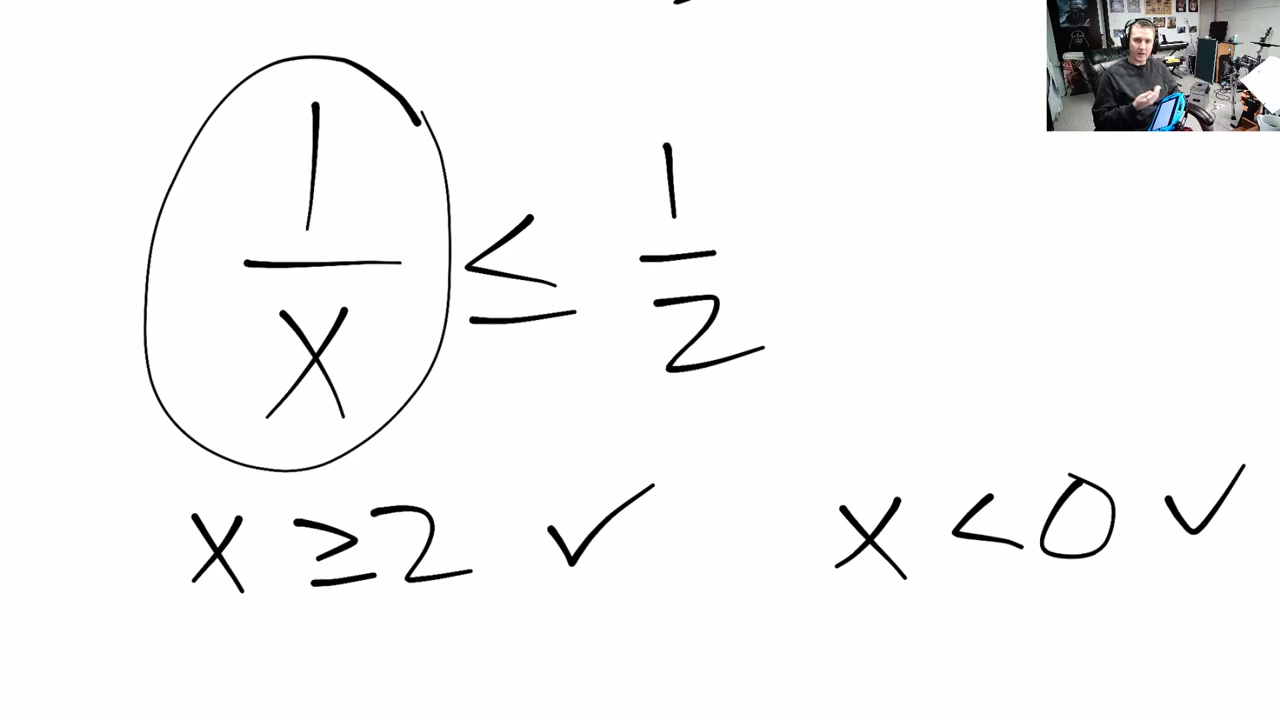 1/x ≤ 1/2
x ≥ 2 ✓ x < 0 ✓